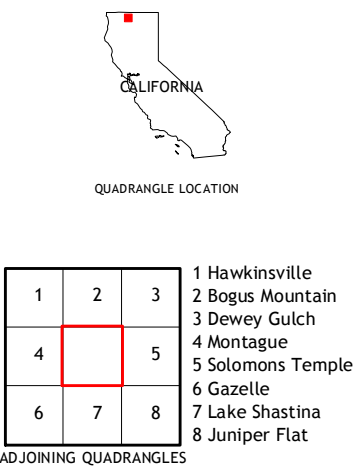 CALIFORNIA
QUADRANGLE LOCATION
1 2 3
4 5
6 7 8
ADJOINING QUADRANGLES
1 Hawkinsville
2 Bogus Mountain
3 Dewey Gulch
4 Montague
5 Solomons Temple
6 Gazelle
7 Lake Shastina
8 Juniper Flat